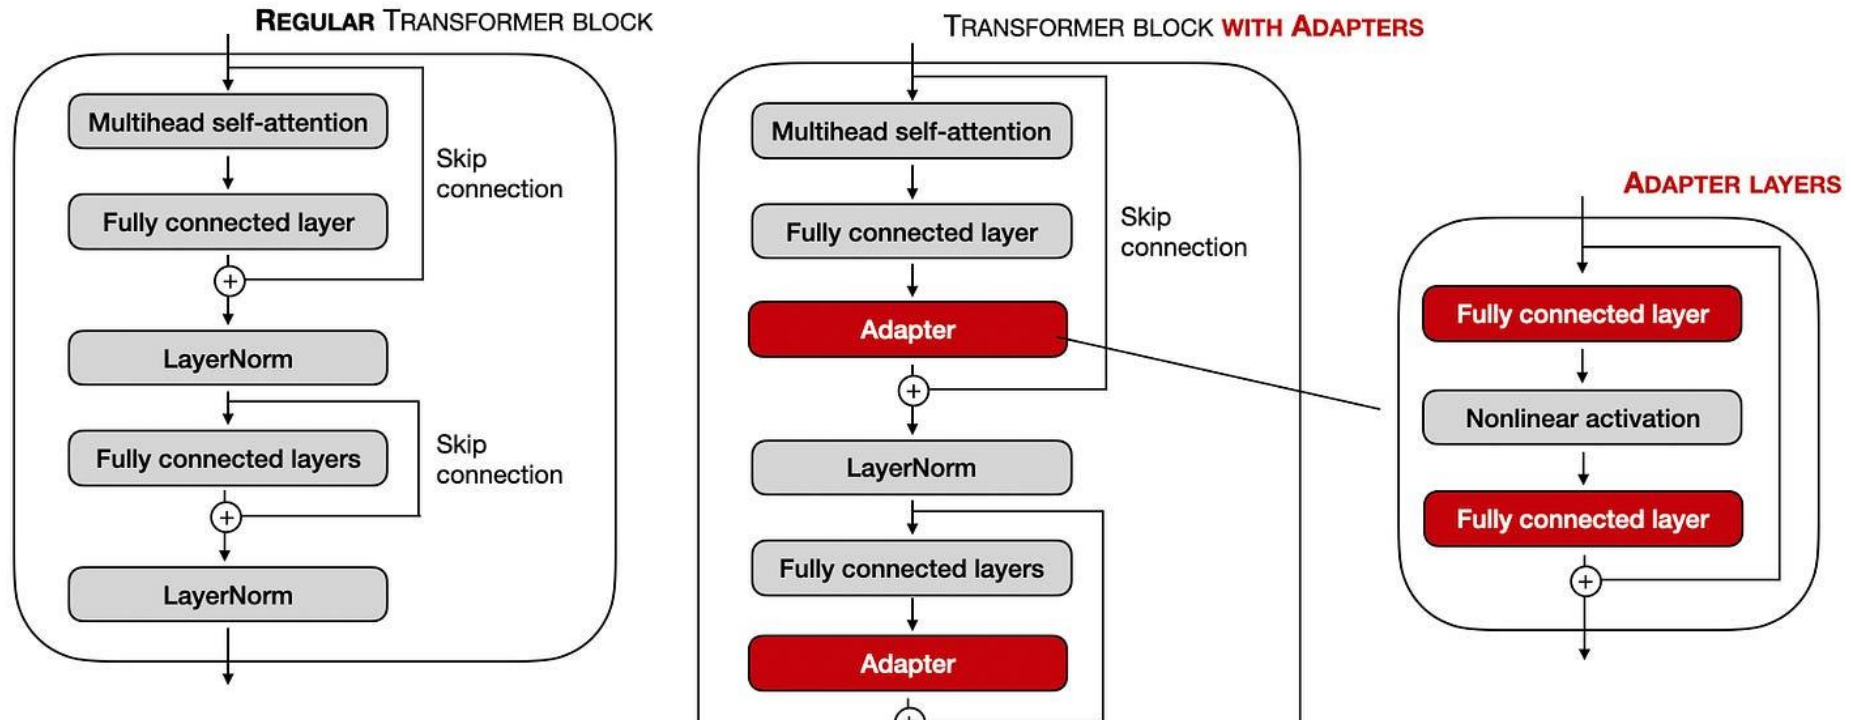 REGULAR TRANSFORMER BLOCK
Multihead self-attention
Skip
connection
Fully connected layer
+
LayerNorm
Fully connected layers
Skip
connection
+
LayerNorm
TRANSFORMER BLOCK WITH ADAPTERS
Multihead self-attention
Fully connected layer
Skip
connection
Adapter
+
LayerNorm
Fully connected layers
Adapter
+
ADAPTER LAYERS
Fully connected layer
Nonlinear activation
Fully connected layer
+